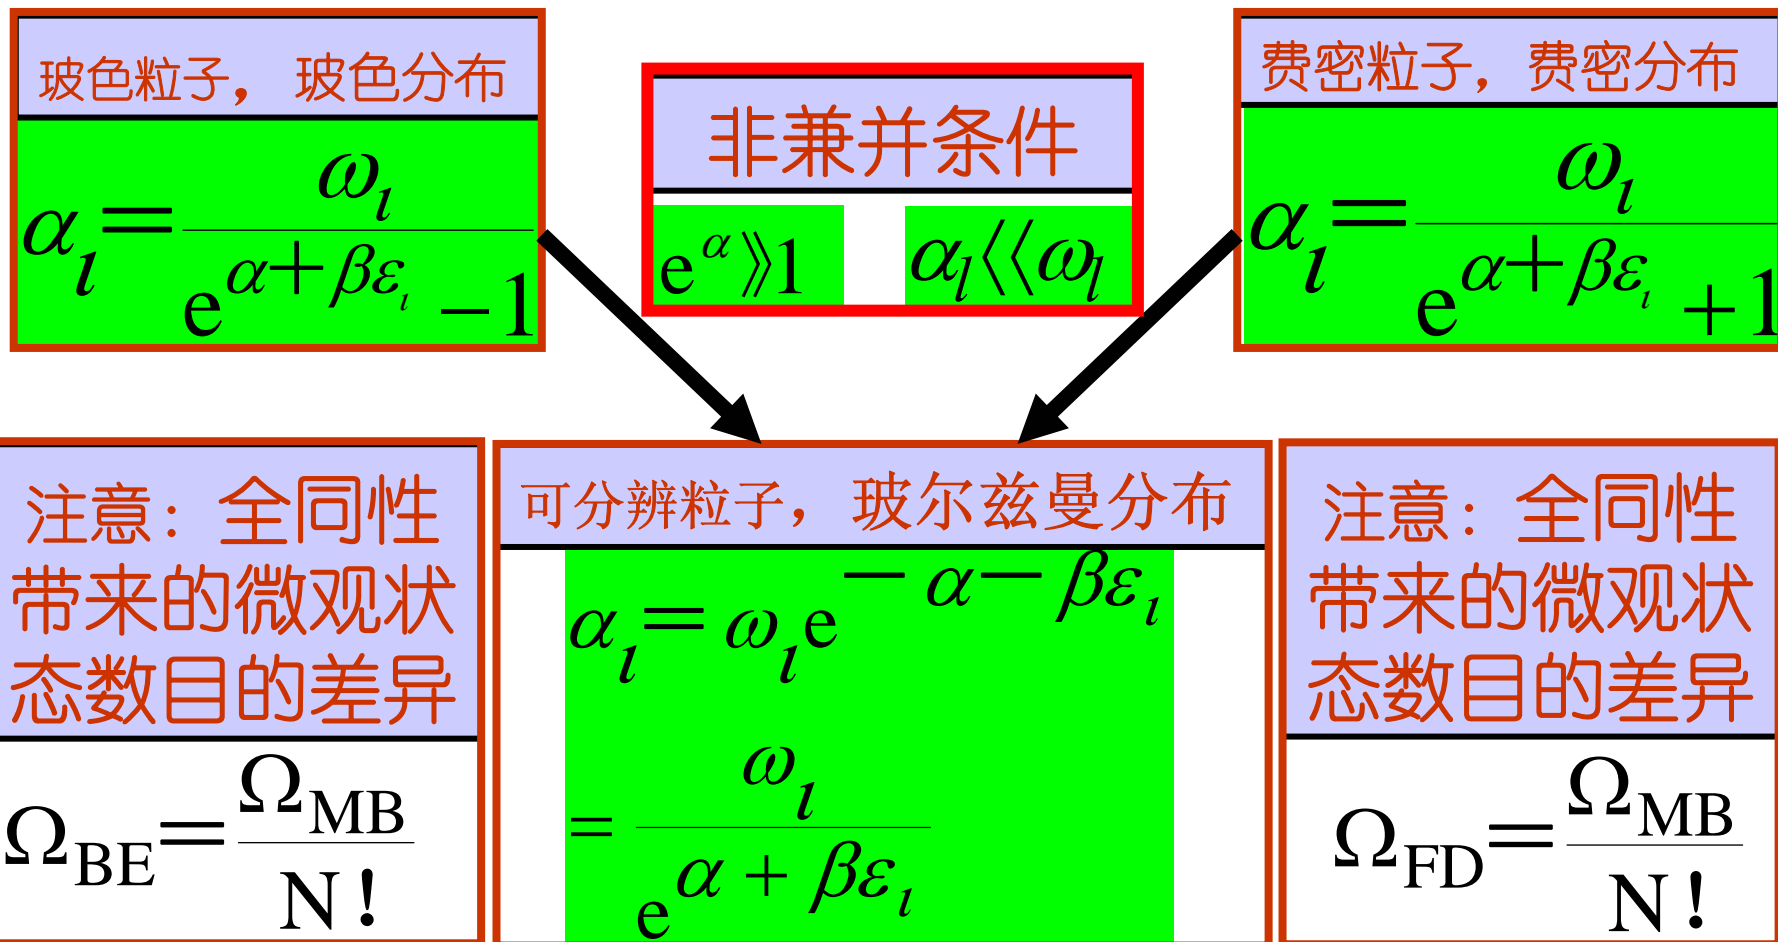 玻色粒子，玻色分布
α_l = ω_l / (e^{α+βε_l} − 1)
非兼并条件
e^α》1 α_l《ω_l
费密粒子，费密分布
α_l = ω_l / (e^{α+βε_l} + 1)
注意：全同性
带来的微观状
态数目的差异
Ω_BE = Ω_MB / N!
可分辨粒子，玻尔兹曼分布
α_l = ω_l e^{−α−βε_l}
= ω_l / e^{α+βε_l}
注意：全同性
带来的微观状
态数目的差异
Ω_FD = Ω_MB / N!